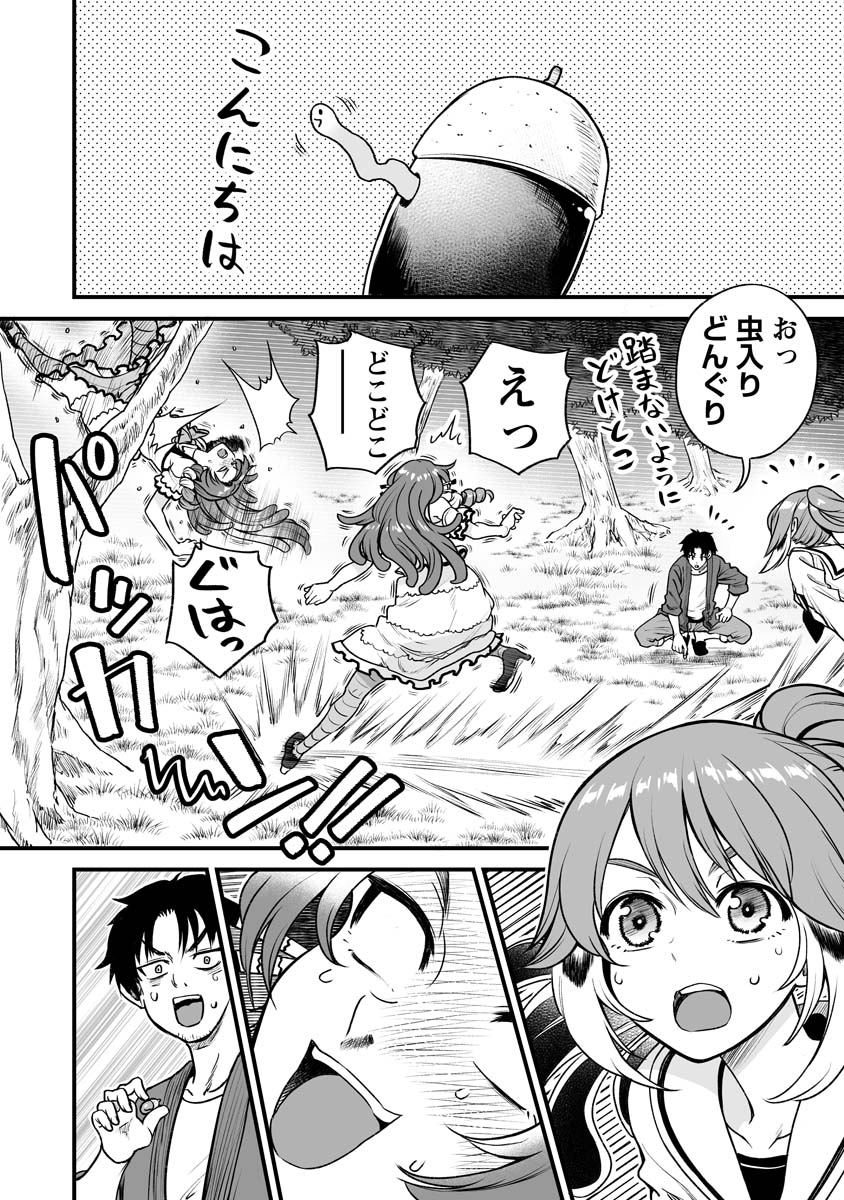 こんにちは
おっ
虫入り
どんぐり
踏まないように
どけとこ
えっ
どこどこ
ーー
ぐはっ
バッカーン!!